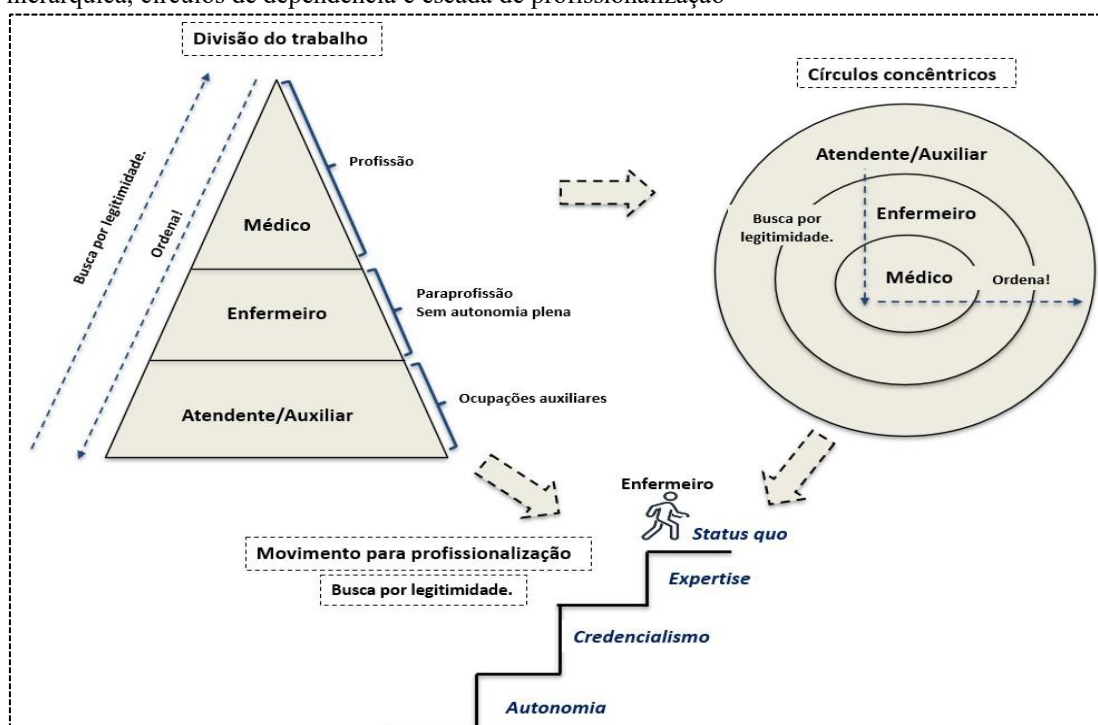 hierárquica, círculos de dependência e escada de profissionalização
Divisão do trabalho
Busca por legitimidade.
Ordena!
Profissão
Médico
Paraprofissão
Sem autonomia plena
Enfermeiro
Ocupações auxiliares
Atendente/Auxiliar
Círculos concêntricos
Atendente/Auxiliar
Busca por
legitimidade.
Enfermeiro
Médico
Ordena!
Enfermeiro
Status quo
Movimento para profissionalização
Busca por legitimidade.
Expertise
Credencialismo
Autonomia